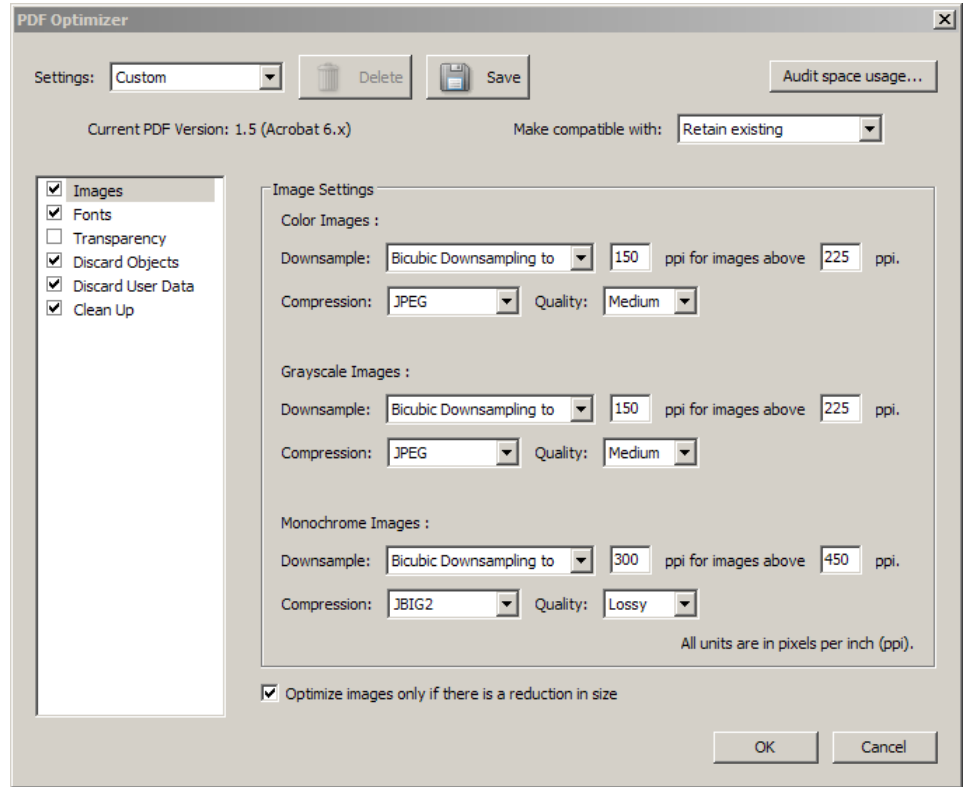 PDF Optimizer
Settings: Custom Delete Save Audit space usage...
Current PDF Version: 1.5 (Acrobat 6.x) Make compatible with: Retain existing
Images
Fonts
Transparency
Discard Objects
Discard User Data
Clean Up
Image Settings
Color Images :
Downsample: Bicubic Downsampling to 150 ppi for images above 225 ppi.
Compression: JPEG Quality: Medium
Grayscale Images :
Downsample: Bicubic Downsampling to 150 ppi for images above 225 ppi.
Compression: JPEG Quality: Medium
Monochrome Images :
Downsample: Bicubic Downsampling to 300 ppi for images above 450 ppi.
Compression: JBIG2 Quality: Lossy
All units are in pixels per inch (ppi).
Optimize images only if there is a reduction in size
OK Cancel